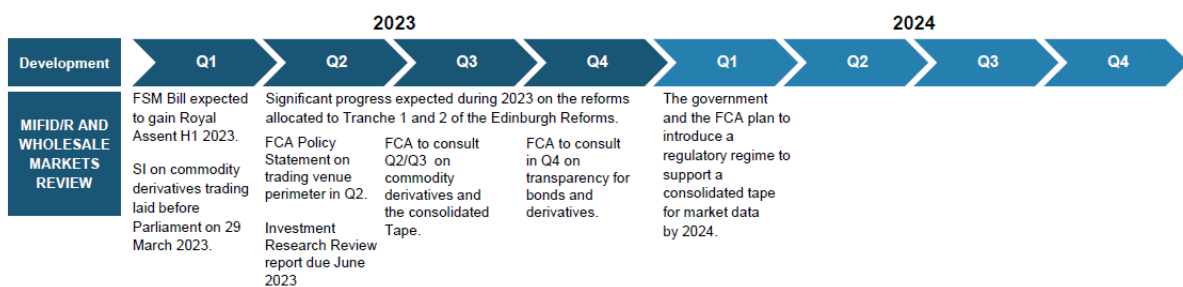 2023
2024
Development
Q1
Q2
Q3
Q4
Q1
Q2
Q3
Q4
MIFID/R AND
WHOLESALE
MARKETS
REVIEW
FSM Bill expected
to gain Royal
Assent H1 2023.
SI on commodity
derivatives trading
laid before
Parliament on 29
March 2023.
Significant progress expected during 2023 on the reforms
allocated to Tranche 1 and 2 of the Edinburgh Reforms.
FCA Policy
Statement on
trading venue
perimeter in Q2.
Investment
Research Review
report due June
2023
FCA to consult
Q2/Q3 on
commodity
derivatives and
the consolidated
Tape.
FCA to consult
in Q4 on
transparency for
bonds and
derivatives.
The government
and the FCA plan to
introduce a
regulatory regime to
support a
consolidated tape
for market data
by 2024.